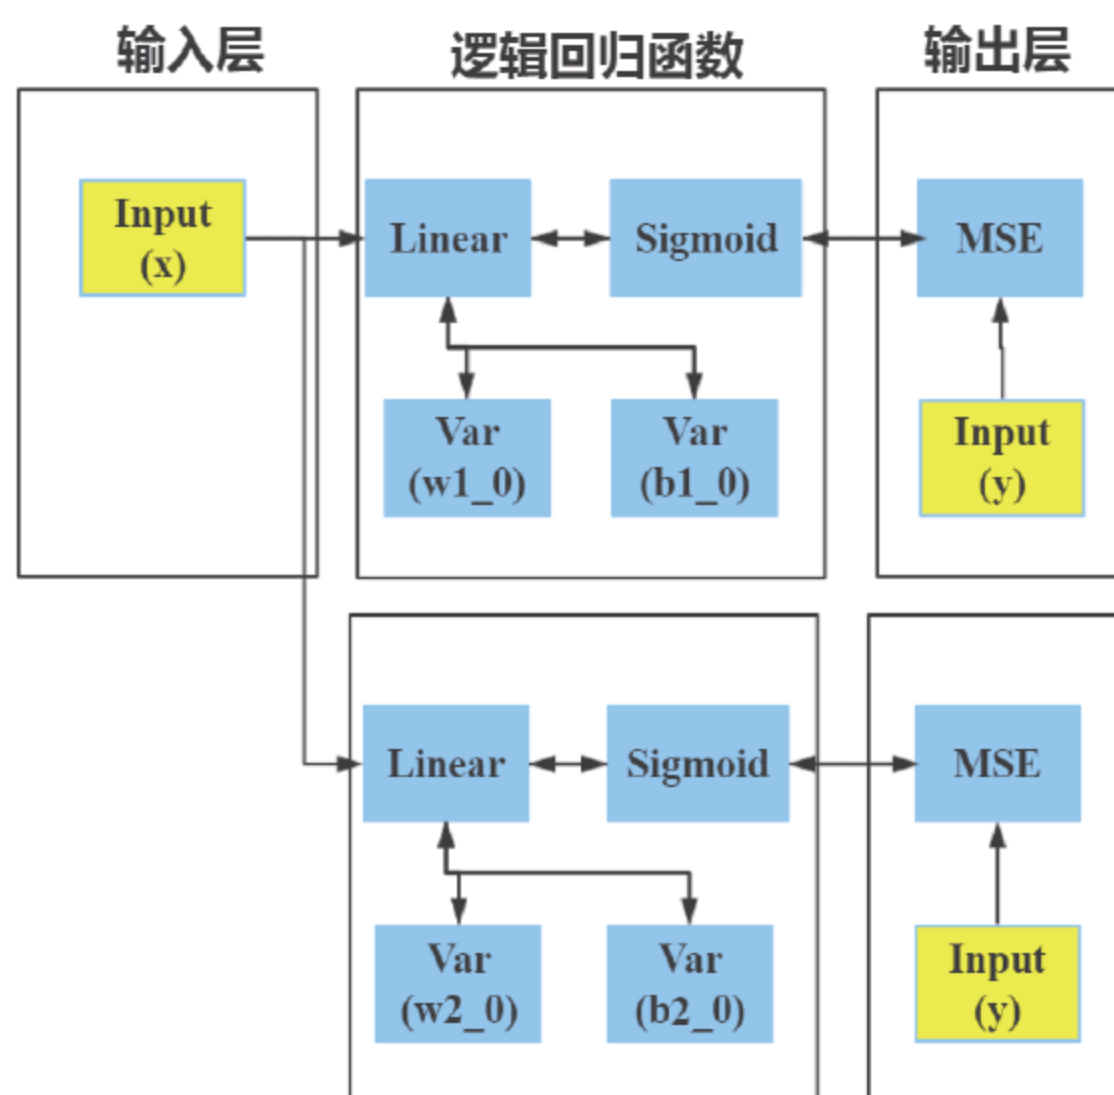 输入层
逻辑回归函数
输出层
Input
(x)
Linear
Sigmoid
MSE
Var
(w1_0)
Var
(b1_0)
Input
(y)
Linear
Sigmoid
MSE
Var
(w2_0)
Var
(b2_0)
Input
(y)